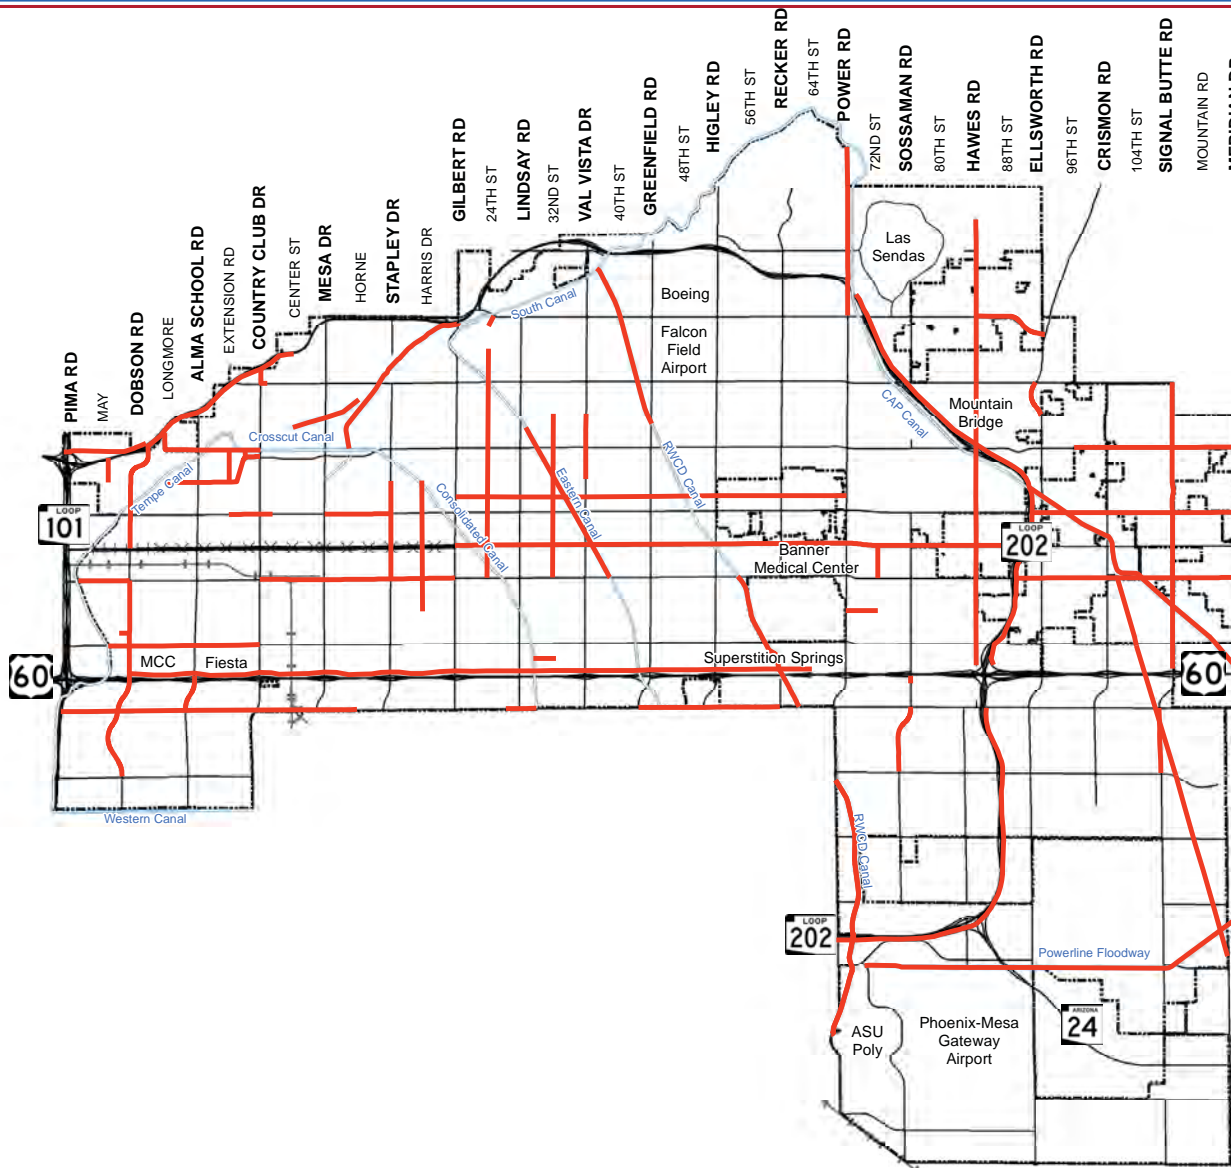 PIMA RD
MAY
DOBSON RD
LONGMORE
ALMA SCHOOL RD
EXTENSION RD
COUNTRY CLUB DR
CENTER ST
MESA DR
HORNE
STAPLEY DR
HARRIS DR
GILBERT RD
24TH ST
LINDSAY RD
32ND ST
VAL VISTA DR
40TH ST
GREENFIELD RD
48TH ST
HIGLEY RD
56TH ST
RECKER RD
64TH ST
POWER RD
72ND ST
SOSSAMAN RD
80TH ST
HAWES RD
88TH ST
ELLSWORTH RD
96TH ST
CRISMON RD
104TH ST
SIGNAL BUTTE RD
MOUNTAIN RD
Las
Sendas
Boeing
South Canal
Falcon
Field
Airport
CAP Canal
Mountain
Bridge
Crosscut Canal
Tempe Canal
RWCD Canal
Eastern Canal
Consolidated Canal
LOOP
101
LOOP
202
Banner
Medical Center
60
MCC
Fiesta
Superstition Springs
60
Western Canal
RWCD Canal
LOOP
202
Powerline Floodway
ARIZONA
24
ASU
Poly
Phoenix-Mesa
Gateway
Airport